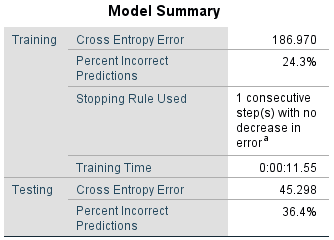 Model Summary
Training Cross Entropy Error 186.970
Percent Incorrect Predictions 24.3%
Stopping Rule Used 1 consecutive step(s) with no decrease in error a
Training Time 0:00:11.55
Testing Cross Entropy Error 45.298
Percent Incorrect Predictions 36.4%